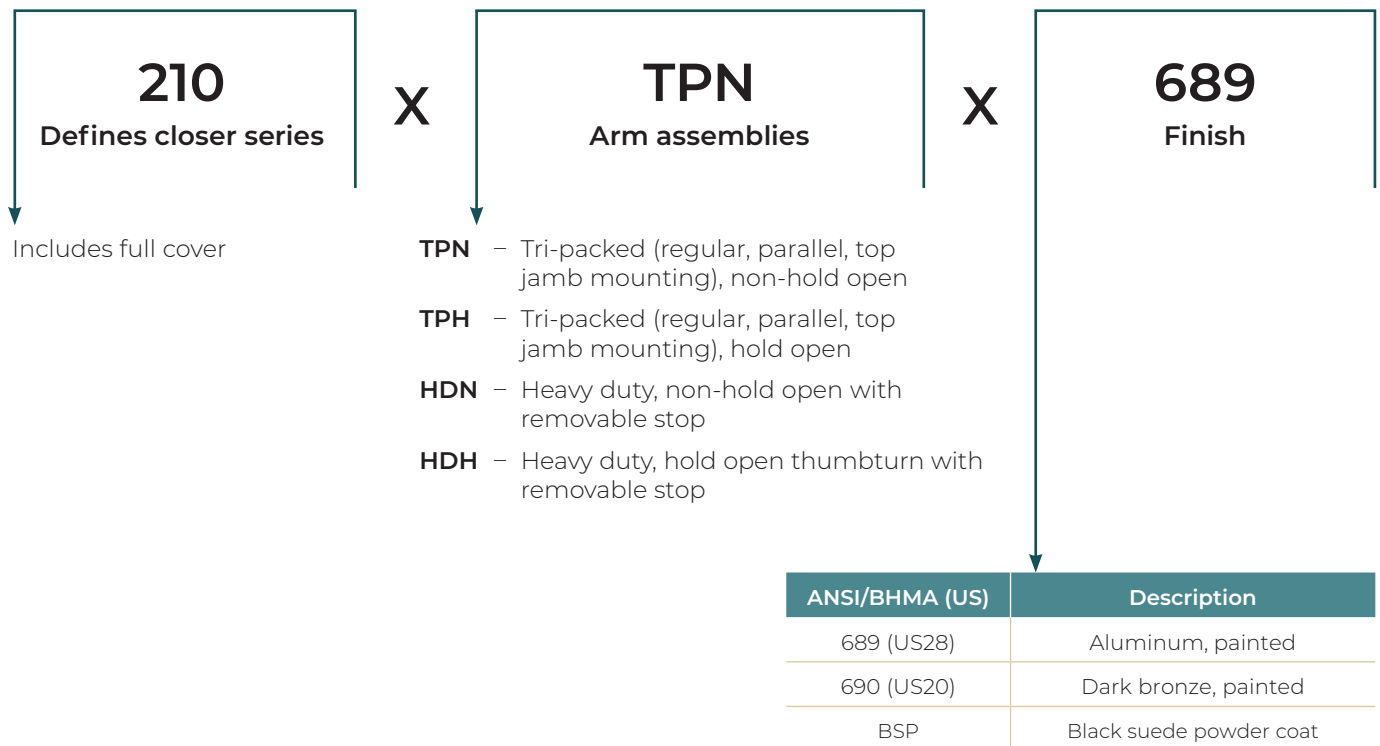 210
Defines closer series
X
TPN
Arm assemblies
X
689
Finish
Includes full cover
TPN – Tri-packed (regular, parallel, top
jamb mounting), non-hold open
TPH – Tri-packed (regular, parallel, top
jamb mounting), hold open
HDN – Heavy duty, non-hold open with
removable stop
HDH – Heavy duty, hold open thumbturn with
removable stop
ANSI/BHMA (US) Description
689 (US28) Aluminum, painted
690 (US20) Dark bronze, painted
BSP Black suede powder coat